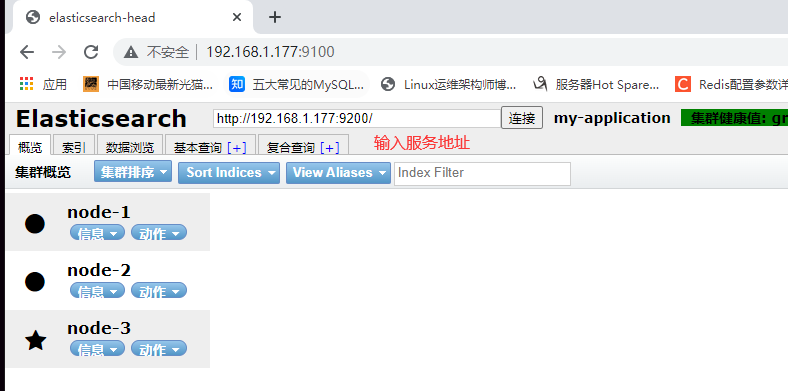 elasticsearch-head
不安全 192.168.1.177:9100
应用 中国移动最新光猫... 知 五大常见的MySQL... Linux运维架构师博... 服务器Hot Spare... C Redis配置参数详
Elasticsearch http://192.168.1.177:9200/ 连接 my-application 集群健康值: gr
概览 索引 数据浏览 基本查询 [+] 复合查询 [+] 输入服务地址
集群概览 集群排序 Sort Indices View Aliases Index Filter
node-1
信息 动作
node-2
信息 动作
node-3
信息 动作